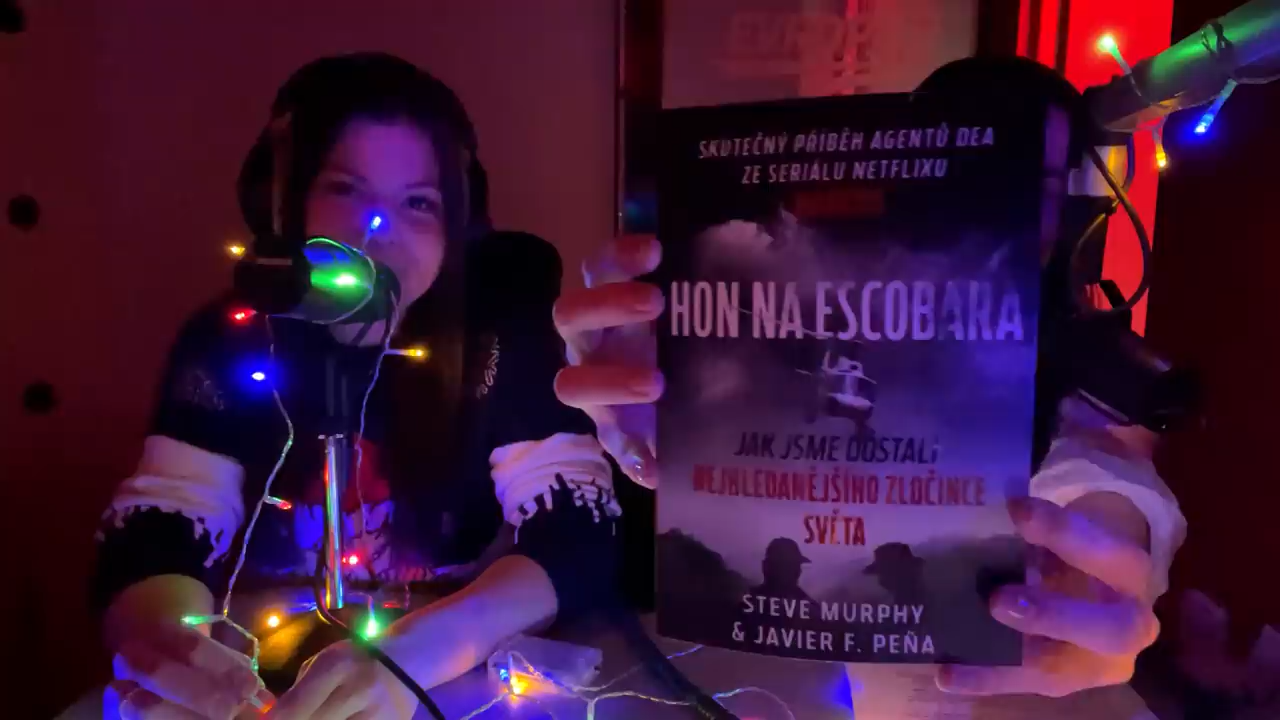 SKUTEČNÝ PŘÍBĚH AGENTŮ DEA
ZE SERIÁLU NETFLIXU
HON NA ESCOBARA
JAK JSME DOSTALI
NEJHLEDANĚJŠÍHO ZLOČINCE
SVĚTA
STEVE MURPHY
& JAVIER F. PEÑA